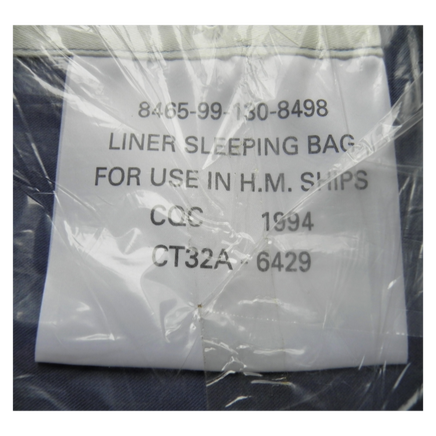 8465-99-130-8498
LINER SLEEPING BAG
FOR USE IN H.M. SHIPS
CQC 1994
CT32A - 6429